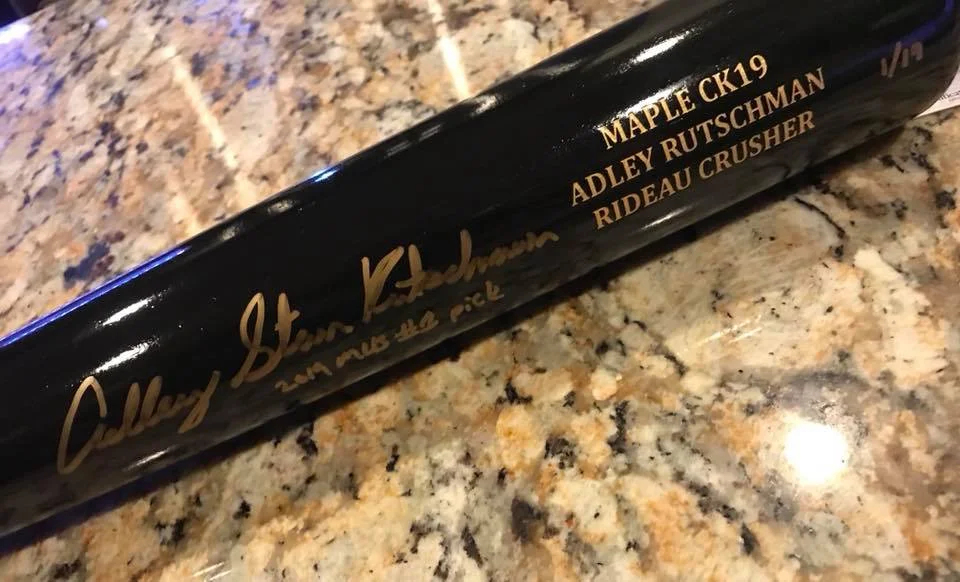 MAPLE CK19
ADLEY RUTSCHMAN
RIDEAU CRUSHER
1/19
Adley Stan Rutschman
2019 MLB #1 pick